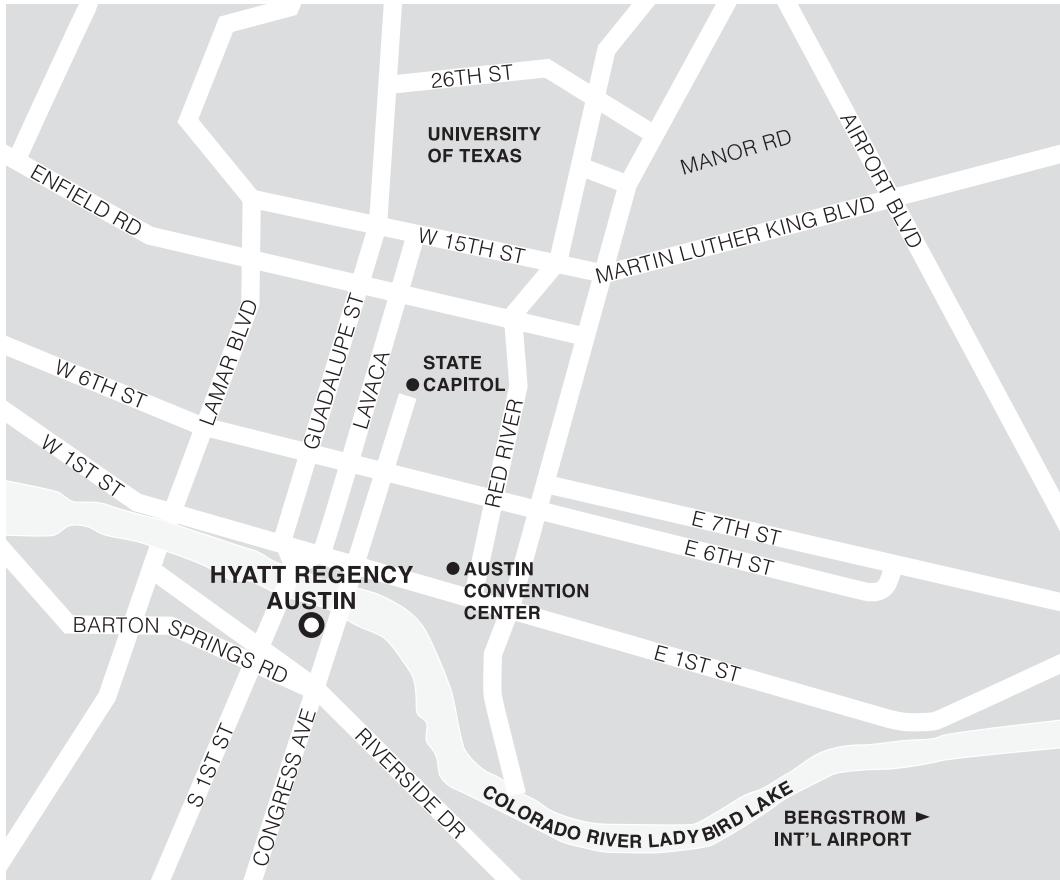 26TH ST
UNIVERSITY
OF TEXAS
MANOR RD
AIRPORT BLVD
ENFIELD RD
W 15TH ST
MARTIN LUTHER KING BLVD
LAMAR BLVD
GUADALUPE ST
LAVACA
STATE
CAPITOL
W 6TH ST
RED RIVER
W 1ST ST
E 7TH ST
E 6TH ST
HYATT REGENCY
AUSTIN
AUSTIN
CONVENTION
CENTER
BARTON SPRINGS RD
E 1ST ST
S 1ST ST
CONGRESS AVE
RIVERSIDE DR
COLORADO RIVER LADY BIRD LAKE
BERGSTROM
INT'L AIRPORT